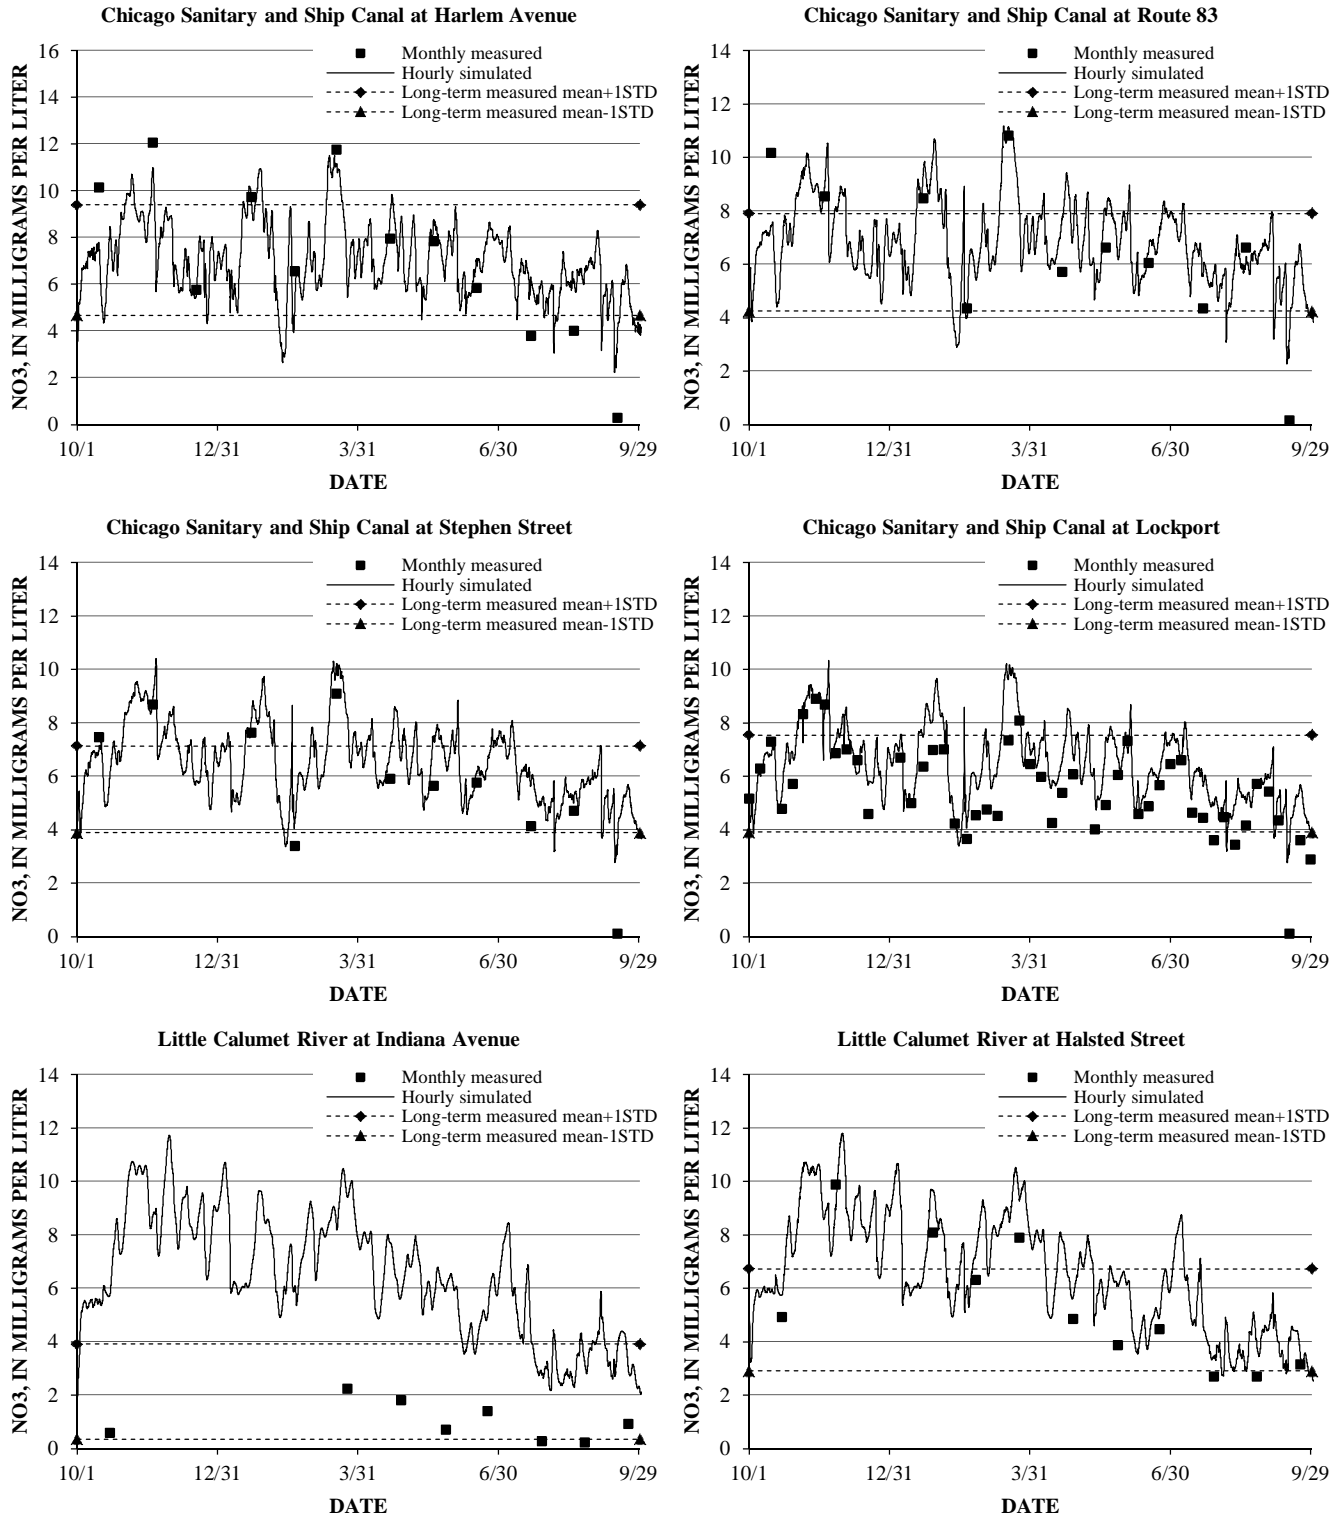 Chicago Sanitary and Ship Canal at Harlem Avenue
NO3, IN MILLIGRAMS PER LITER
16
14
12
10
8
6
4
2
0
Monthly measured
Hourly simulated
Long-term measured mean+1STD
Long-term measured mean-1STD
10/1 12/31 3/31 6/30 9/29
DATE
Chicago Sanitary and Ship Canal at Route 83
NO3, IN MILLIGRAMS PER LITER
14
12
10
8
6
4
2
0
Monthly measured
Hourly simulated
Long-term measured mean+1STD
Long-term measured mean-1STD
10/1 12/31 3/31 6/30 9/29
DATE
Chicago Sanitary and Ship Canal at Stephen Street
NO3, IN MILLIGRAMS PER LITER
14
12
10
8
6
4
2
0
Monthly measured
Hourly simulated
Long-term measured mean+1STD
Long-term measured mean-1STD
10/1 12/31 3/31 6/30 9/29
DATE
Chicago Sanitary and Ship Canal at Lockport
NO3, IN MILLIGRAMS PER LITER
14
12
10
8
6
4
2
0
Monthly measured
Hourly simulated
Long-term measured mean+1STD
Long-term measured mean-1STD
10/1 12/31 3/31 6/30 9/29
DATE
Little Calumet River at Indiana Avenue
NO3, IN MILLIGRAMS PER LITER
14
12
10
8
6
4
2
0
Monthly measured
Hourly simulated
Long-term measured mean+1STD
Long-term measured mean-1STD
10/1 12/31 3/31 6/30 9/29
DATE
Little Calumet River at Halsted Street
NO3, IN MILLIGRAMS PER LITER
14
12
10
8
6
4
2
0
Monthly measured
Hourly simulated
Long-term measured mean+1STD
Long-term measured mean-1STD
10/1 12/31 3/31 6/30 9/29
DATE